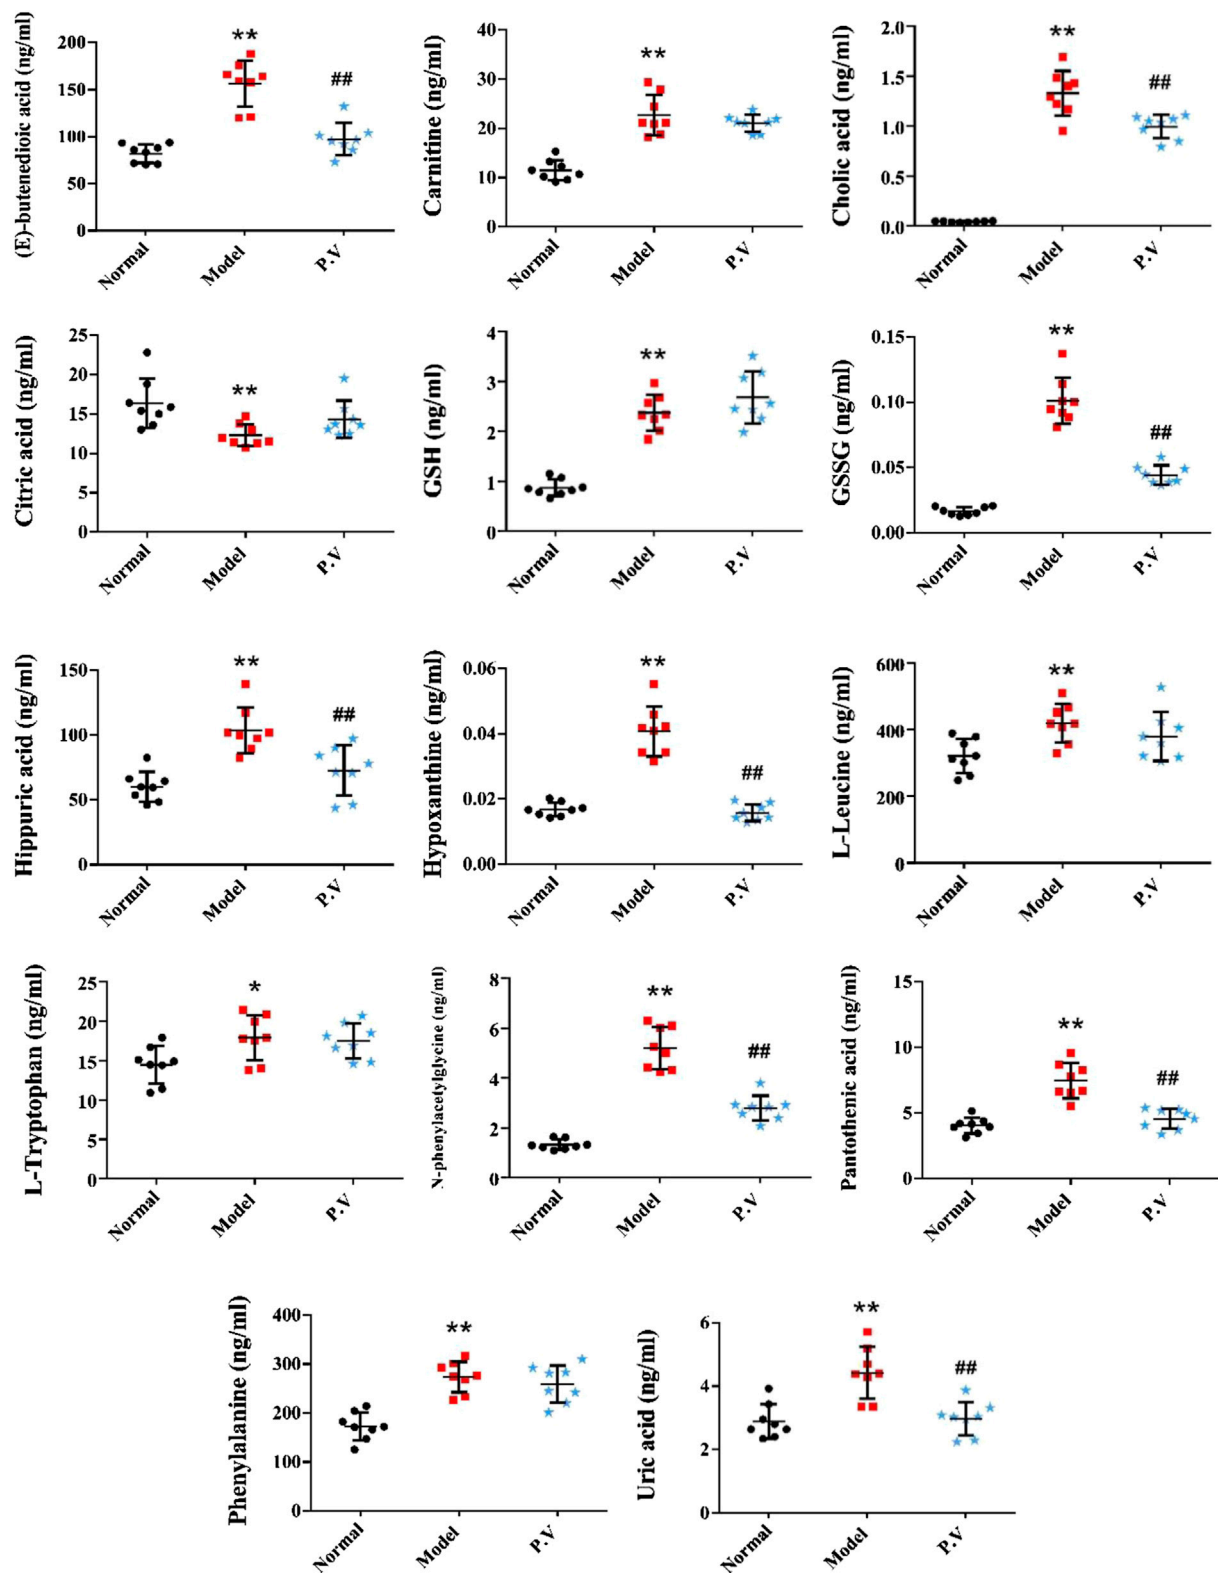 (E)-butenedioic acid (ng/ml)
200
150
100
50
0
**
##
Normal
Model
P.V
Carnitine (ng/ml)
40
30
20
10
0
**
Normal
Model
P.V
Cholic acid (ng/ml)
2.0
1.5
1.0
0.5
0.0
**
##
Normal
Model
P.V
Citric acid (ng/ml)
25
20
15
10
5
0
**
Normal
Model
P.V
GSH (ng/ml)
4
3
2
1
0
**
Normal
Model
P.V
GSSG (ng/ml)
0.15
0.10
0.05
0.00
**
##
Normal
Model
P.V
Hippuric acid (ng/ml)
150
100
50
0
**
##
Normal
Model
P.V
Hypoxanthine (ng/ml)
0.06
0.04
0.02
0.00
**
##
Normal
Model
P.V
L-Leucine (ng/ml)
600
400
200
0
**
Normal
Model
P.V
L-Tryptophan (ng/ml)
25
20
15
10
5
0
*
Normal
Model
P.V
N-phenylacetylglycine (ng/ml)
8
6
4
2
0
**
##
Normal
Model
P.V
Pantothenic acid (ng/ml)
15
10
5
0
**
##
Normal
Model
P.V
Phenylalanine (ng/ml)
400
300
200
100
0
**
Normal
Model
P.V
Uric acid (ng/ml)
6
4
2
0
**
##
Normal
Model
P.V